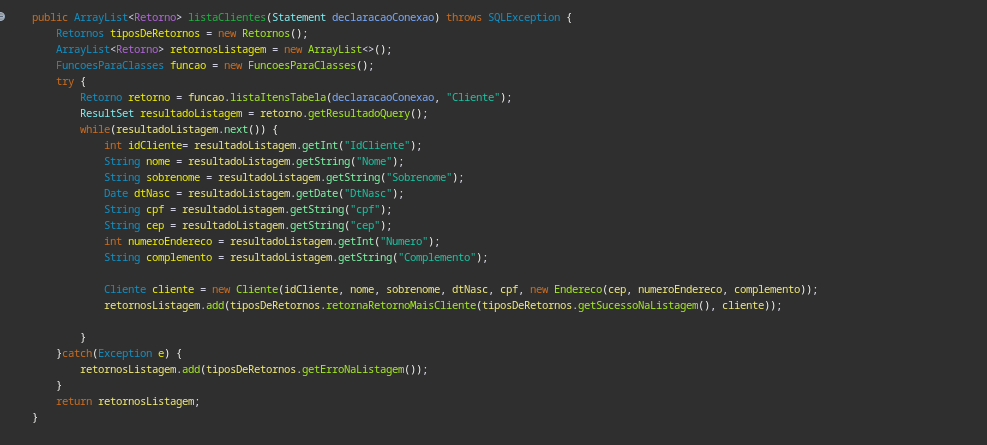 public ArrayList<Retorno> listaClientes(Statement declaracaoConexao) throws SQLException {
    Retornos tiposDeRetornos = new Retornos();
    ArrayList<Retorno> retornosListagem = new ArrayList<>();
    FuncoesParaClasses funcao = new FuncoesParaClasses();
    try {
        Retorno retorno = funcao.listaItensTabela(declaracaoConexao, "Cliente");
        ResultSet resultadoListagem = retorno.getResultadoQuery();
        while(resultadoListagem.next()) {
            int idCliente= resultadoListagem.getInt("IdCliente");
            String nome = resultadoListagem.getString("Nome");
            String sobrenome = resultadoListagem.getString("Sobrenome");
            Date dtNasc = resultadoListagem.getDate("DtNasc");
            String cpf = resultadoListagem.getString("cpf");
            String cep = resultadoListagem.getString("cep");
            int numeroEndereco = resultadoListagem.getInt("Numero");
            String complemento = resultadoListagem.getString("Complemento");

            Cliente cliente = new Cliente(idCliente, nome, sobrenome, dtNasc, cpf, new Endereco(cep, numeroEndereco, complemento));
            retornosListagem.add(tiposDeRetornos.retornaRetornoMaisCliente(tiposDeRetornos.getSucessoNaListagem(), cliente));

        }
    }catch(Exception e) {
        retornosListagem.add(tiposDeRetornos.getErroNaListagem());
    }
    return retornosListagem;
}